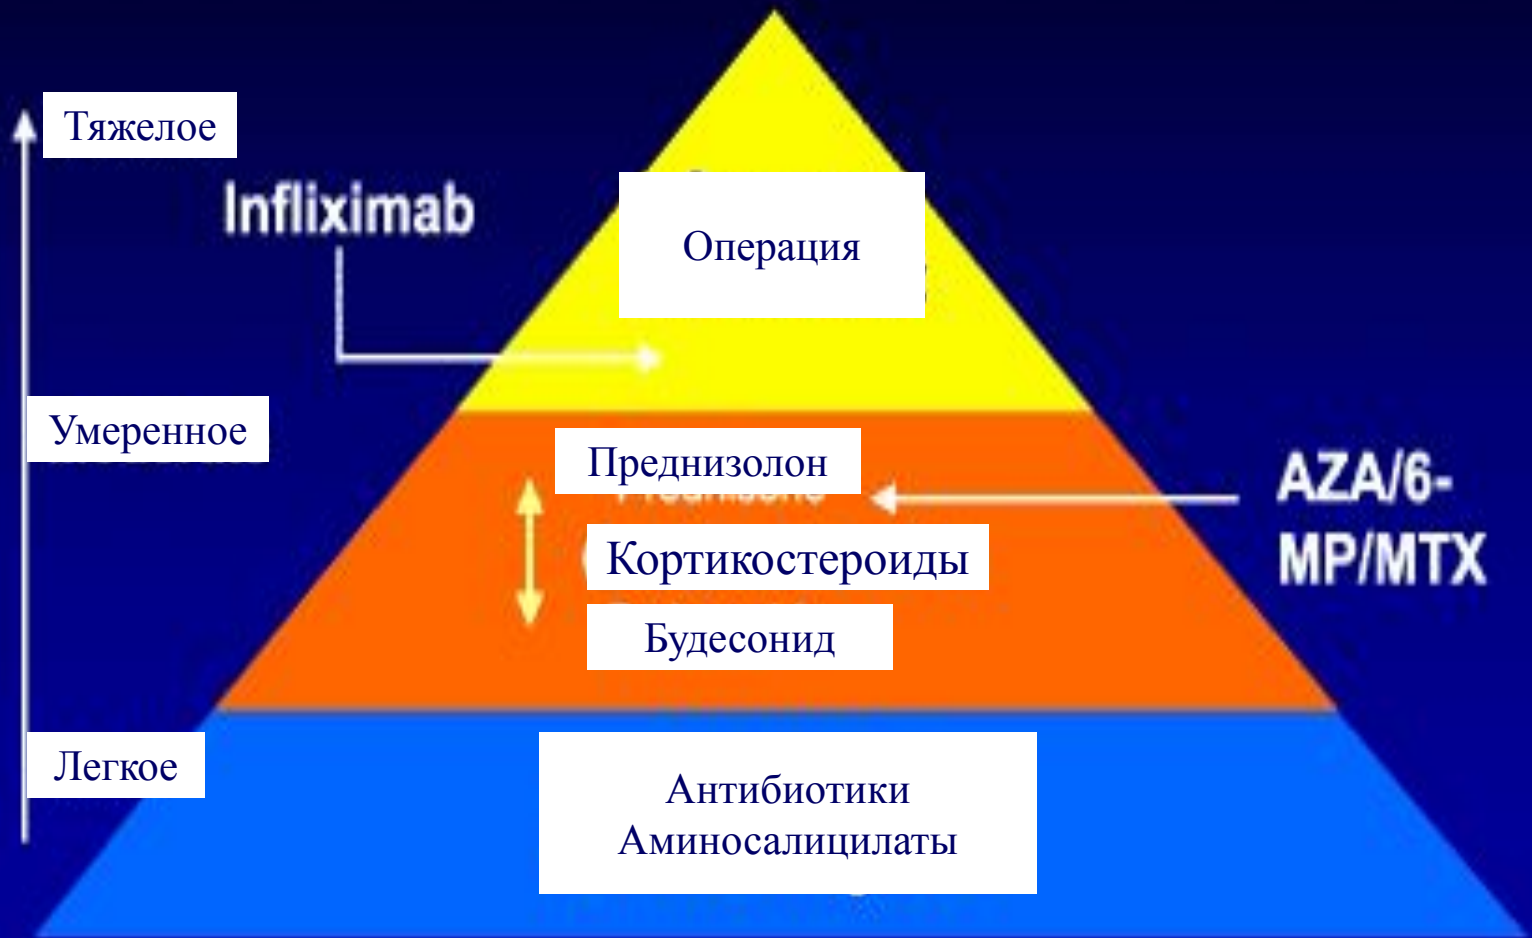 Тяжелое
Infliximab
Операция
Умеренное
Преднизолон
AZA/6-
MP/MTX
Кортикостероиды
Будесонид
Легкое
Антибиотики
Аминосалицилаты